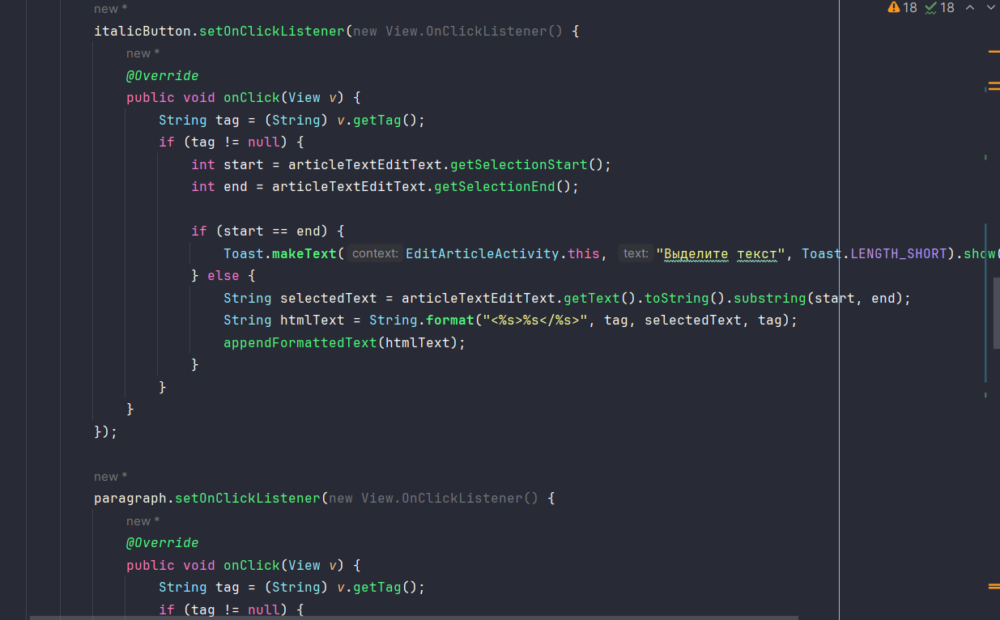 new *
18 18
italicButton.setOnClickListener(new View.OnClickListener() {
new *
@Override
public void onClick(View v) {
String tag = (String) v.getTag();
if (tag != null) {
int start = articleTextEditText.getSelectionStart();
int end = articleTextEditText.getSelectionEnd();
if (start == end) {
Toast.makeText( context: EditArticleActivity.this, text: "Выделите текст", Toast.LENGTH_SHORT).show(
} else {
String selectedText = articleTextEditText.getText().toString().substring(start, end);
String htmlText = String.format("<%s>%s</%s>", tag, selectedText, tag);
appendFormattedText(htmlText);
}
}
}
});
new *
paragraph.setOnClickListener(new View.OnClickListener() {
new *
@Override
public void onClick(View v) {
String tag = (String) v.getTag();
if (tag != null) {